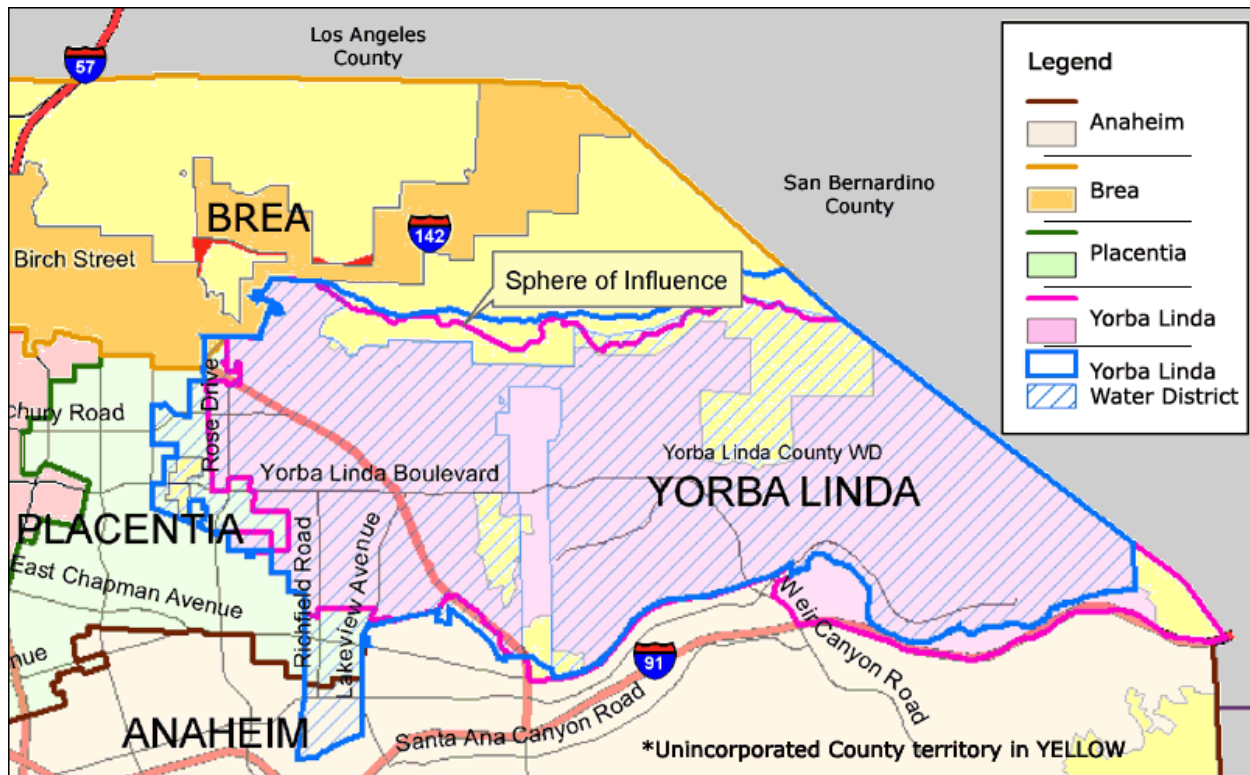 Los Angeles
County
57
Legend
Anaheim
Brea
Placentia
Yorba Linda
Yorba Linda
Water District
San Bernardino
County
BREA
142
Birch Street
Sphere of Influence
Rose Drive
chury Road
Yorba Linda Boulevard
Yorba Linda County WD
YORBA LINDA
PLACENTIA
Richfield Road
Lakeview Avenue
East Chapman Avenue
Weir Canyon Road
nue
91
ANAHEIM
Santa Ana Canyon Road
*Unincorporated County territory in YELLOW